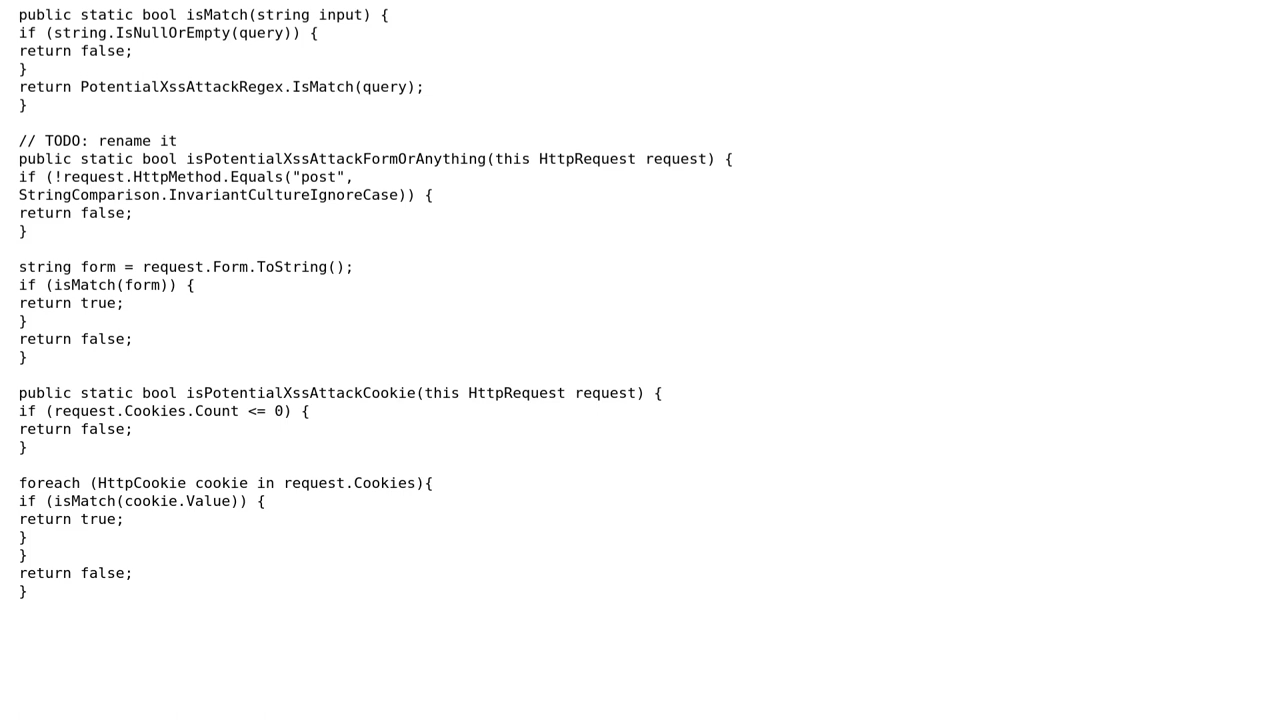 public static bool isMatch(string input) {
if (string.IsNullOrEmpty(query)) {
return false;
}
return PotentialXssAttackRegex.IsMatch(query);
}

// TODO: rename it
public static bool isPotentialXssAttackFormOrAnything(this HttpRequest request) {
if (!request.HttpMethod.Equals("post",
StringComparison.InvariantCultureIgnoreCase)) {
return false;
}

string form = request.Form.ToString();
if (isMatch(form)) {
return true;
}
return false;
}

public static bool isPotentialXssAttackCookie(this HttpRequest request) {
if (request.Cookies.Count <= 0) {
return false;
}

foreach (HttpCookie cookie in request.Cookies){
if (isMatch(cookie.Value)) {
return true;
}
}
return false;
}